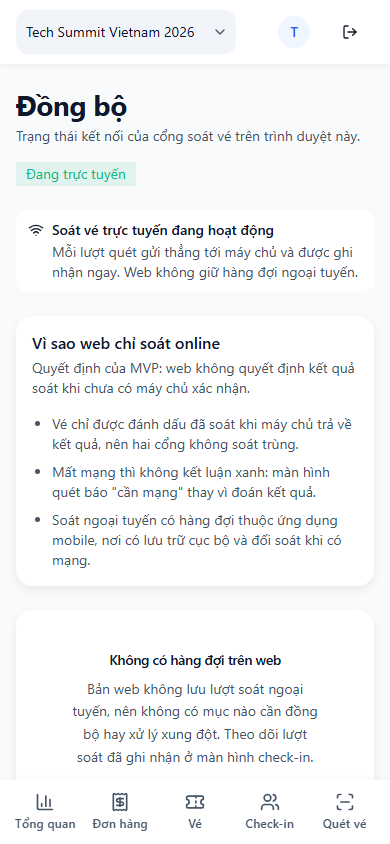 Tech Summit Vietnam 2026
T
Đồng bộ
Trạng thái kết nối của cổng soát vé trên trình duyệt này.
Đang trực tuyến
Soát vé trực tuyến đang hoạt động
Mỗi lượt quét gửi thẳng tới máy chủ và được ghi
nhận ngay. Web không giữ hàng đợi ngoại tuyến.
Vì sao web chỉ soát online
Quyết định của MVP: web không quyết định kết quả
soát khi chưa có máy chủ xác nhận.
• Vé chỉ được đánh dấu đã soát khi máy chủ trả về
kết quả, nên hai cổng không soát trùng.
• Mất mạng thì không kết luận xanh: màn hình
quét báo "cần mạng" thay vì đoán kết quả.
• Soát ngoại tuyến có hàng đợi thuộc ứng dụng
mobile, nơi có lưu trữ cục bộ và đối soát khi có
mạng.
Không có hàng đợi trên web
Bản web không lưu lượt soát ngoại
tuyến, nên không có mục nào cần đồng
bộ hay xử lý xung đột. Theo dõi lượt
soát đã ghi nhận ở màn hình check-in.
Tổng quan
Đơn hàng
Vé
Check-in
Quét vé